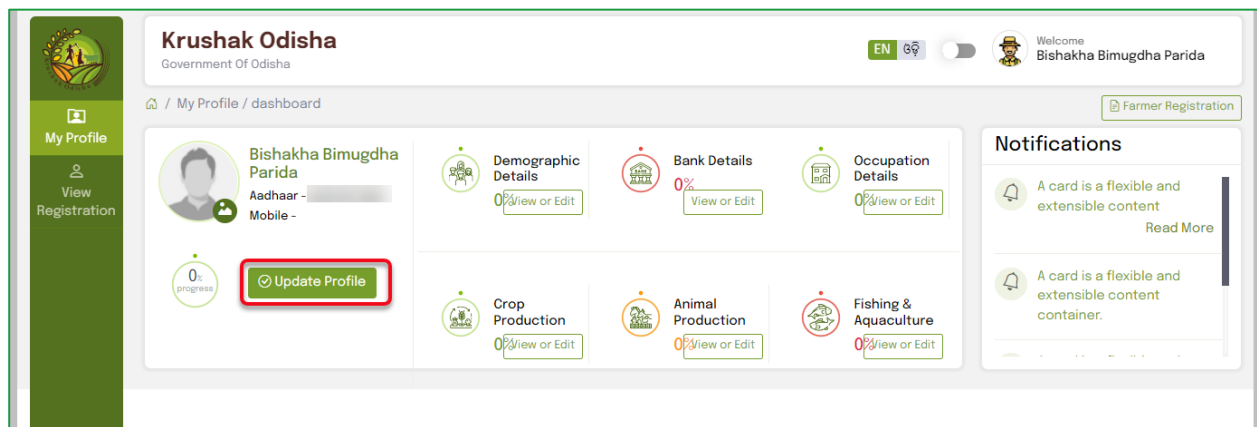 Krushak Odisha
Government Of Odisha
EN ଓଡ଼ି
Welcome
Bishakha Bimugdha Parida
My Profile
View
Registration
/ My Profile / dashboard
Farmer Registration
Bishakha Bimugdha
Parida
Aadhaar -
Mobile -
0%
progress
Update Profile
Demographic
Details
0%
View or Edit
Bank Details
0%
View or Edit
Occupation
Details
0%
View or Edit
Crop
Production
0%
View or Edit
Animal
Production
0%
View or Edit
Fishing &
Aquaculture
0%
View or Edit
Notifications
A card is a flexible and
extensible content
Read More
A card is a flexible and
extensible content
container.